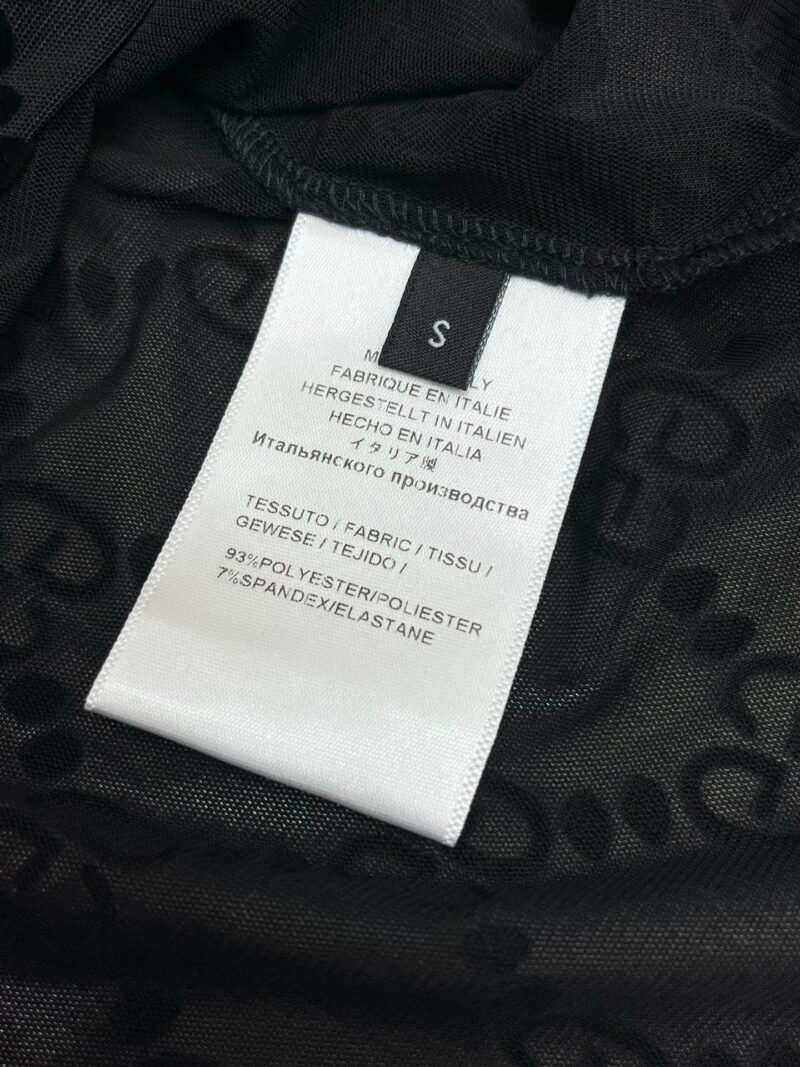 S
FABRIQUE EN ITALIE
HERGESTELLT IN ITALIEN
HECHO EN ITALIA
イタリア製
Итальянского производства
TESSUTO / FABRIC / TISSU /
GEWESE / TEJIDO /
93%POLYESTER/POLIESTER
7%SPANDEX/ELASTANE